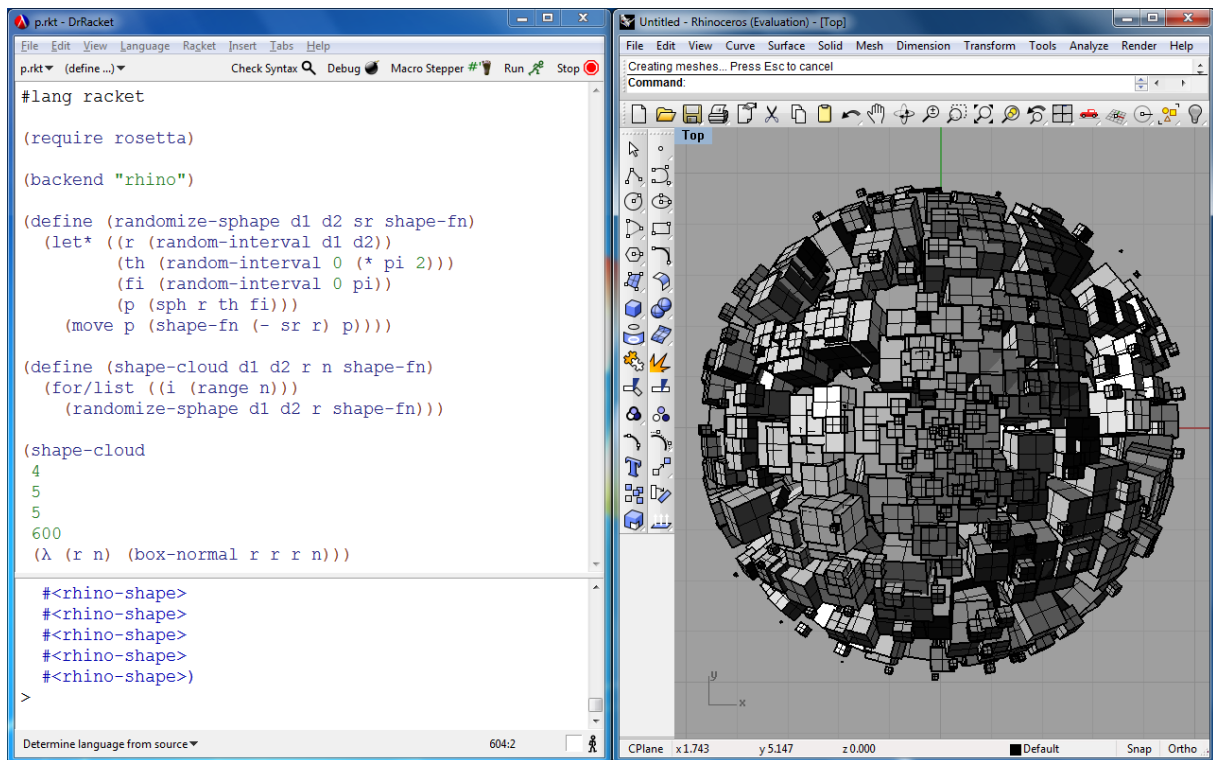 p.rkt - DrRacket
File Edit View Language Racket Insert Tabs Help
p.rkt (define ...) Check Syntax Debug Macro Stepper #' Run Stop
#lang racket
(require rosetta)
(backend "rhino")
(define (randomize-sphape d1 d2 sr shape-fn)
(let* ((r (random-interval d1 d2))
(th (random-interval 0 (* pi 2)))
(fi (random-interval 0 pi))
(p (sph r th fi)))
(move p (shape-fn (- sr r) p))))
(define (shape-cloud d1 d2 r n shape-fn)
(for/list ((i (range n)))
(randomize-sphape d1 d2 r shape-fn)))
(shape-cloud
4
5
5
600
(λ (r n) (box-normal r r r n)))
#<rhino-shape>
#<rhino-shape>
#<rhino-shape>
#<rhino-shape>
#<rhino-shape>)
>
Determine language from source 604:2
Untitled - Rhinoceros (Evaluation) - [Top]
File Edit View Curve Surface Solid Mesh Dimension Transform Tools Analyze Render Help
Creating meshes... Press Esc to cancel
Command:
Top
T
y
x
CPlane x 1.743 y 5.147 z 0.000 Default Snap Ortho